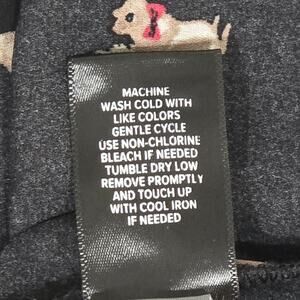 MACHINE
WASH COLD WITH
LIKE COLORS
GENTLE CYCLE
USE NON-CHLORINE
BLEACH IF NEEDED
TUMBLE DRY LOW
REMOVE PROMPTLY
AND TOUCH UP
WITH COOL IRON
IF NEEDED